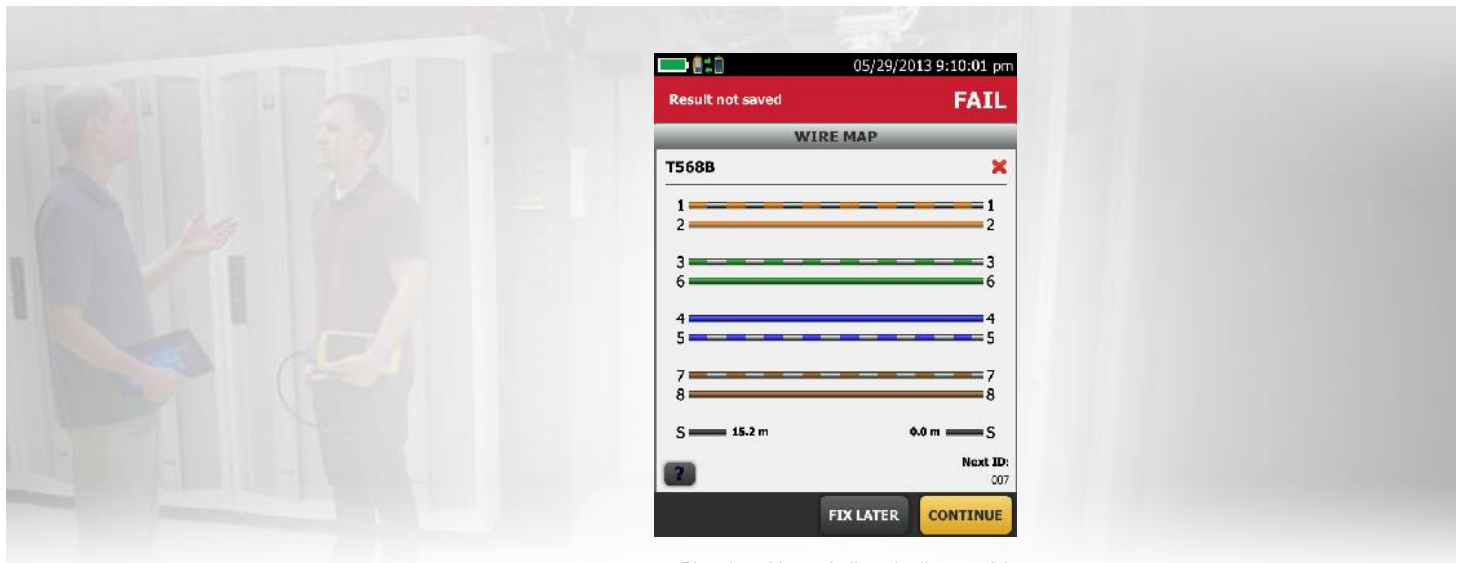 05/29/2013 9:10:01 pm
Result not saved FAIL
WIRE MAP
T568B
1 1
2 2
3 3
6 6
4 4
5 5
7 7
8 8
S 15.2 m 0.0 m S
Next ID:
? 007
FIX LATER CONTINUE